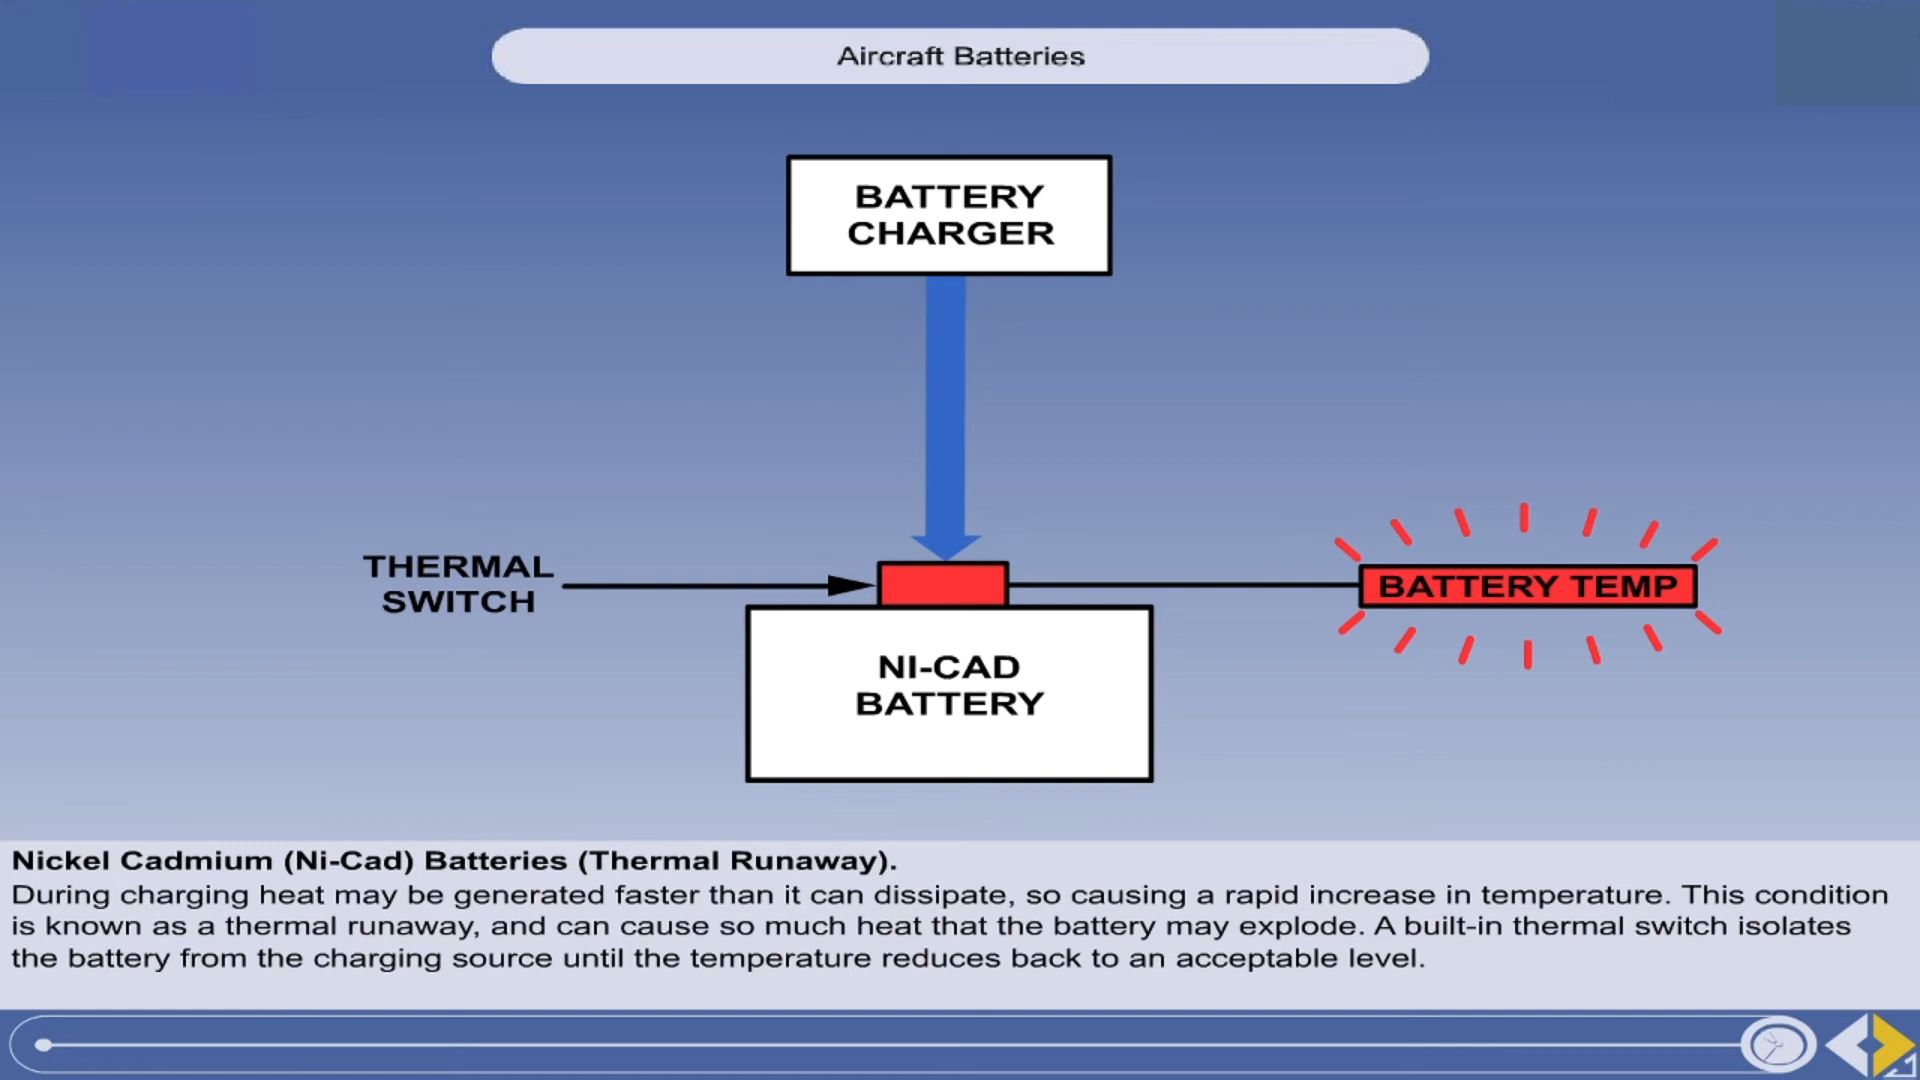 Aircraft Batteries
BATTERY
CHARGER
THERMAL
SWITCH
BATTERY TEMP
NI-CAD
BATTERY
Nickel Cadmium (Ni-Cad) Batteries (Thermal Runaway).
During charging heat may be generated faster than it can dissipate, so causing a rapid increase in temperature. This condition
is known as a thermal runaway, and can cause so much heat that the battery may explode. A built-in thermal switch isolates
the battery from the charging source until the temperature reduces back to an acceptable level.